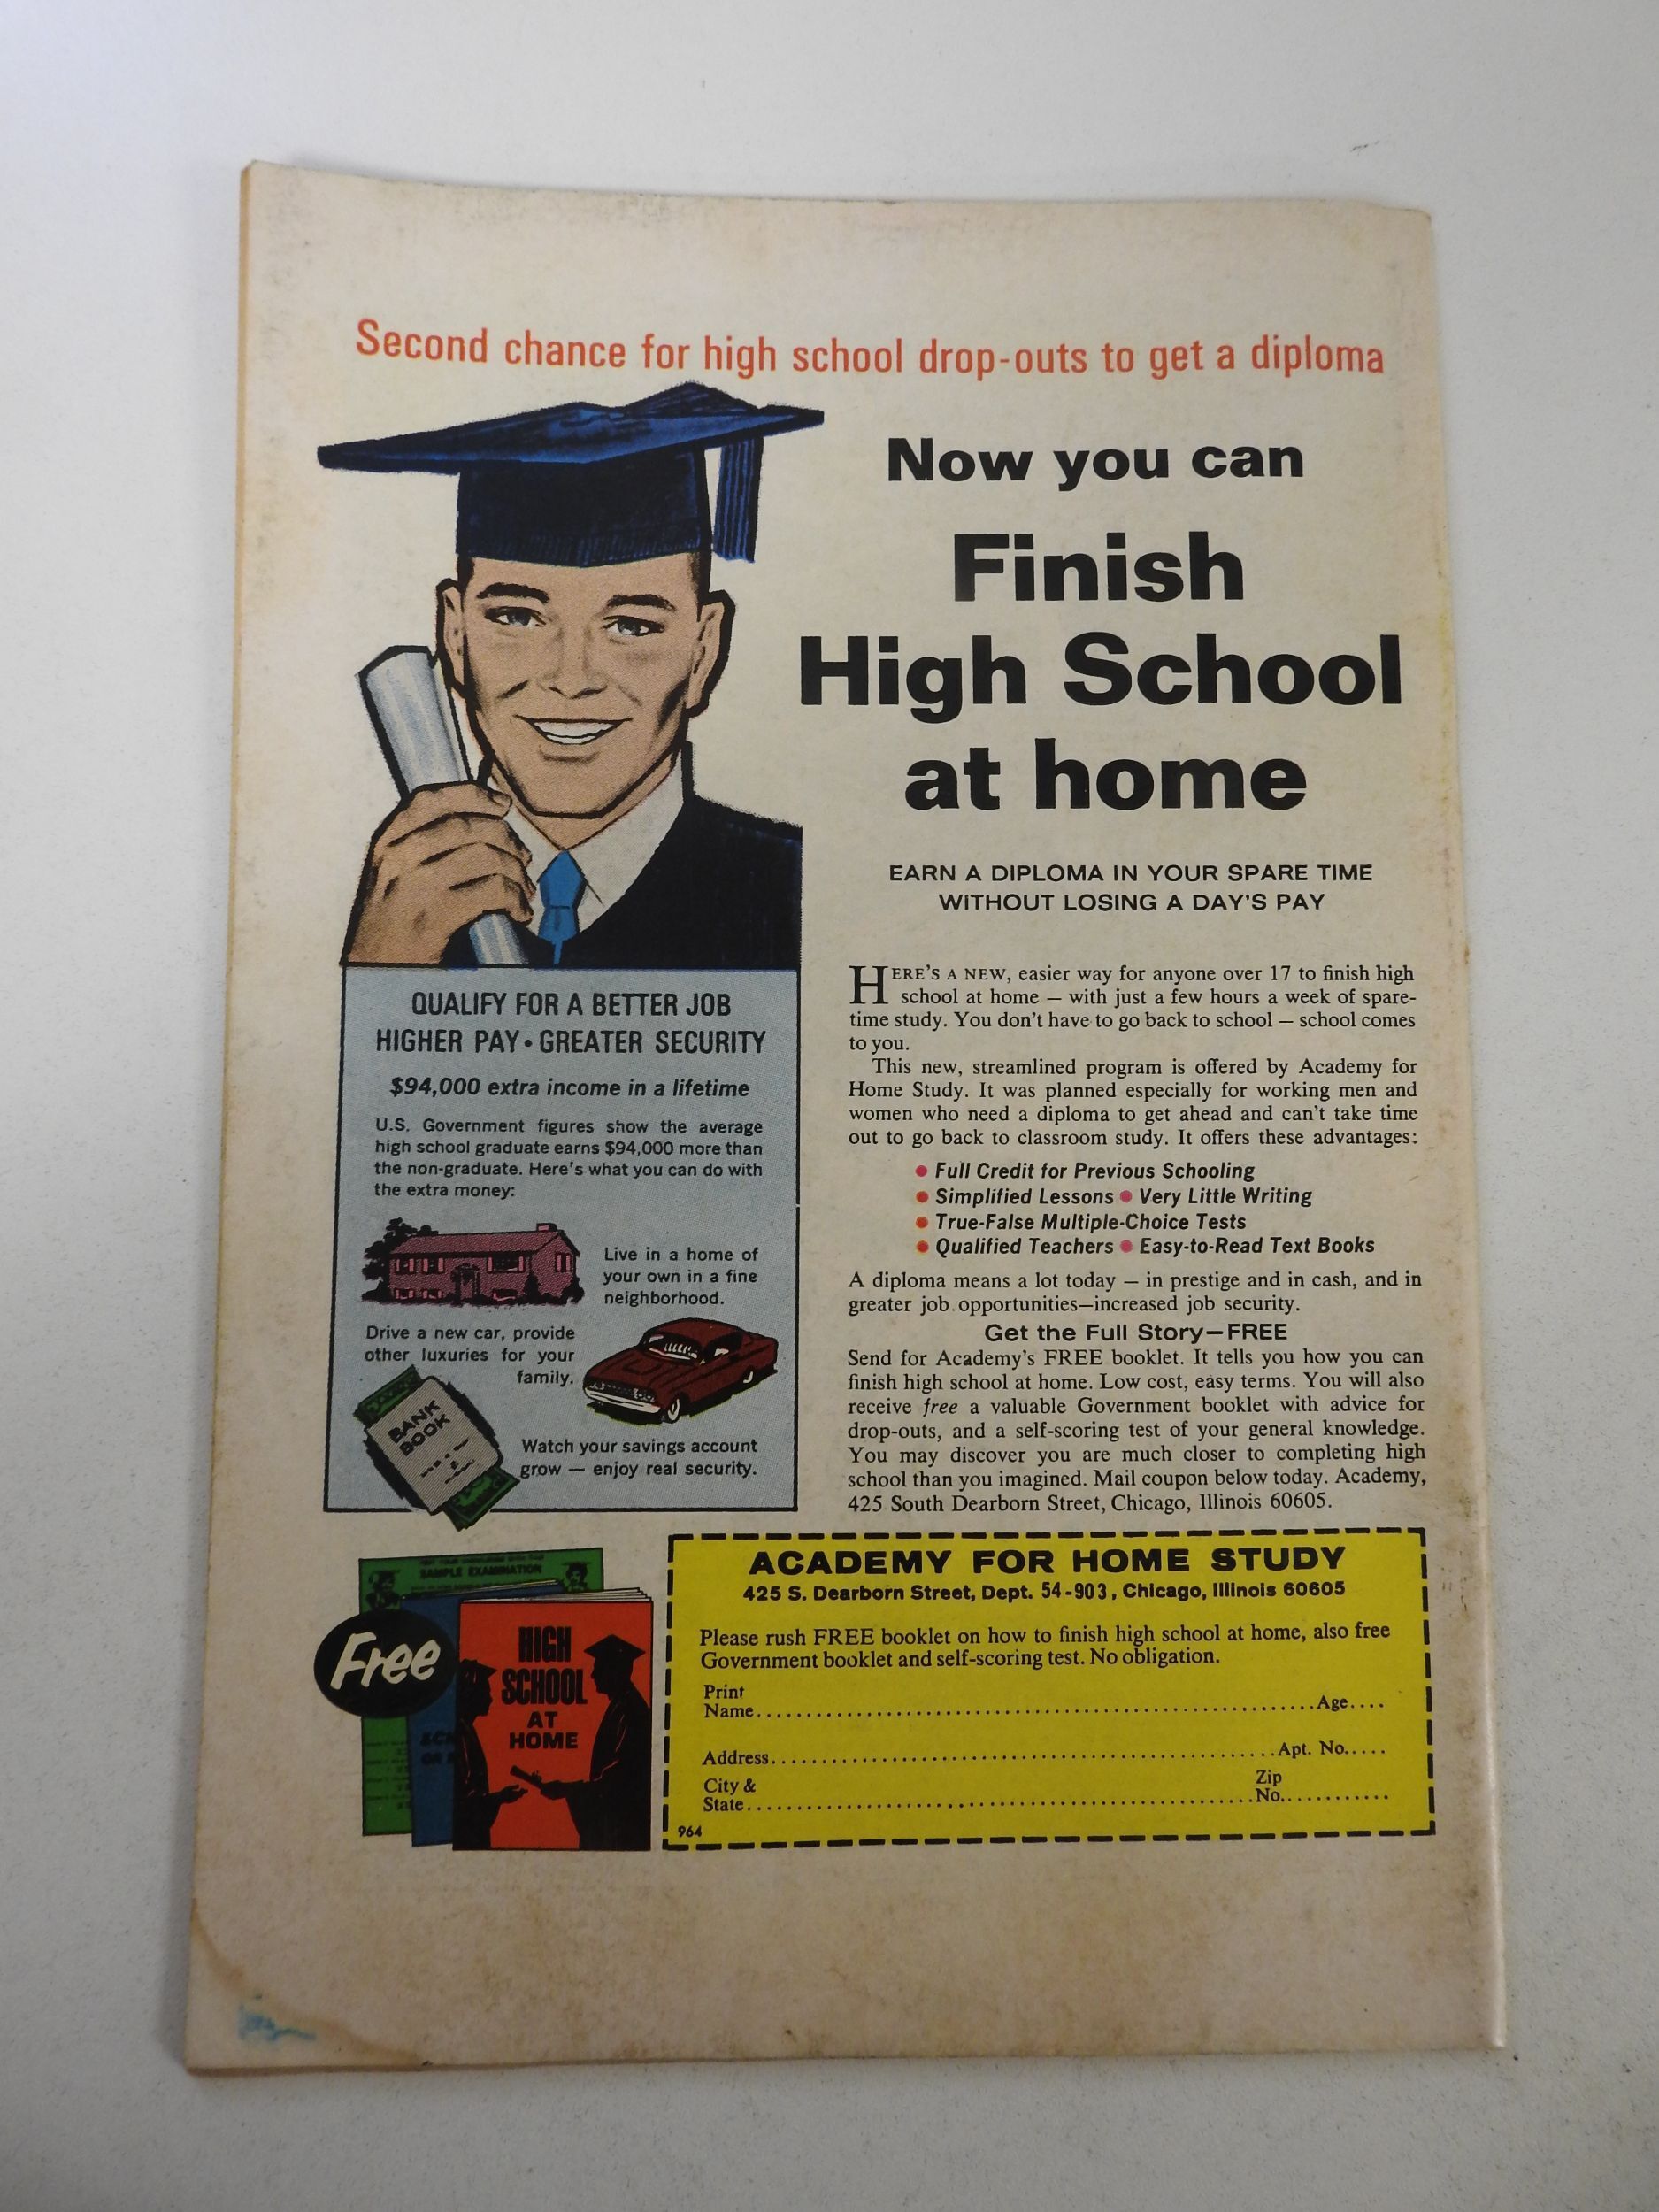 Second chance for high school drop-outs to get a diploma
Now you can
Finish
High School
at home
EARN A DIPLOMA IN YOUR SPARE TIME
WITHOUT LOSING A DAY'S PAY
HERE'S A NEW, easier way for anyone over 17 to finish high
school at home — with just a few hours a week of spare-
time study. You don't have to go back to school — school comes
to you.
This new, streamlined program is offered by Academy for
Home Study. It was planned especially for working men and
women who need a diploma to get ahead and can't take time
out to go back to classroom study. It offers these advantages:
• Full Credit for Previous Schooling
• Simplified Lessons • Very Little Writing
• True-False Multiple-Choice Tests
• Qualified Teachers • Easy-to-Read Text Books
A diploma means a lot today — in prestige and in cash, and in
greater job opportunities—increased job security.
Get the Full Story—FREE
Send for Academy's FREE booklet. It tells you how you can
finish high school at home. Low cost, easy terms. You will also
receive free a valuable Government booklet with advice for
drop-outs, and a self-scoring test of your general knowledge.
You may discover you are much closer to completing high
school than you imagined. Mail coupon below today. Academy,
425 South Dearborn Street, Chicago, Illinois 60605.
QUALIFY FOR A BETTER JOB
HIGHER PAY • GREATER SECURITY
$94,000 extra income in a lifetime
U.S. Government figures show the average
high school graduate earns $94,000 more than
the non-graduate. Here's what you can do with
the extra money:
Live in a home of
your own in a fine
neighborhood.
Drive a new car, provide
other luxuries for your
family.
BANK
BOOK
Watch your savings account
grow — enjoy real security.
SAMPLE EXAMINATION
Free
HIGH
SCHOOL
AT
HOME
ACADEMY FOR HOME STUDY
425 S. Dearborn Street, Dept. 54-903, Chicago, Illinois 60605
Please rush FREE booklet on how to finish high school at home, also free
Government booklet and self-scoring test. No obligation.
Print
Name..........Age....
Address..........Apt. No.....
City & Zip
State..........No...........
964